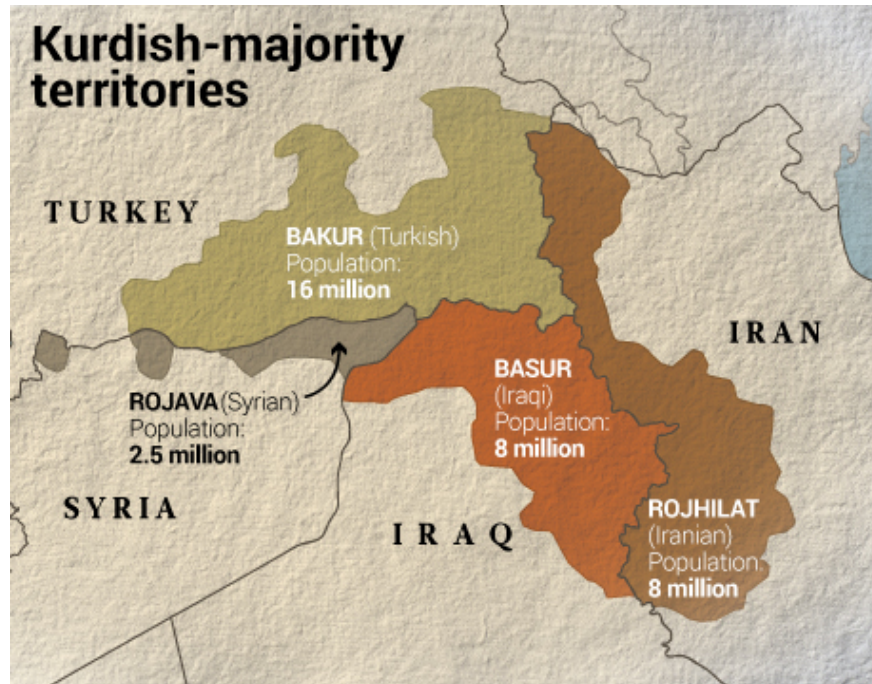 Kurdish-majority
territories
TURKEY
BAKUR (Turkish)
Population:
16 million
IRAN
BASUR
(Iraqi)
Population:
8 million
ROJAVA (Syrian)
Population:
2.5 million
SYRIA
IRAQ
ROJHILAT
(Iranian)
Population:
8 million